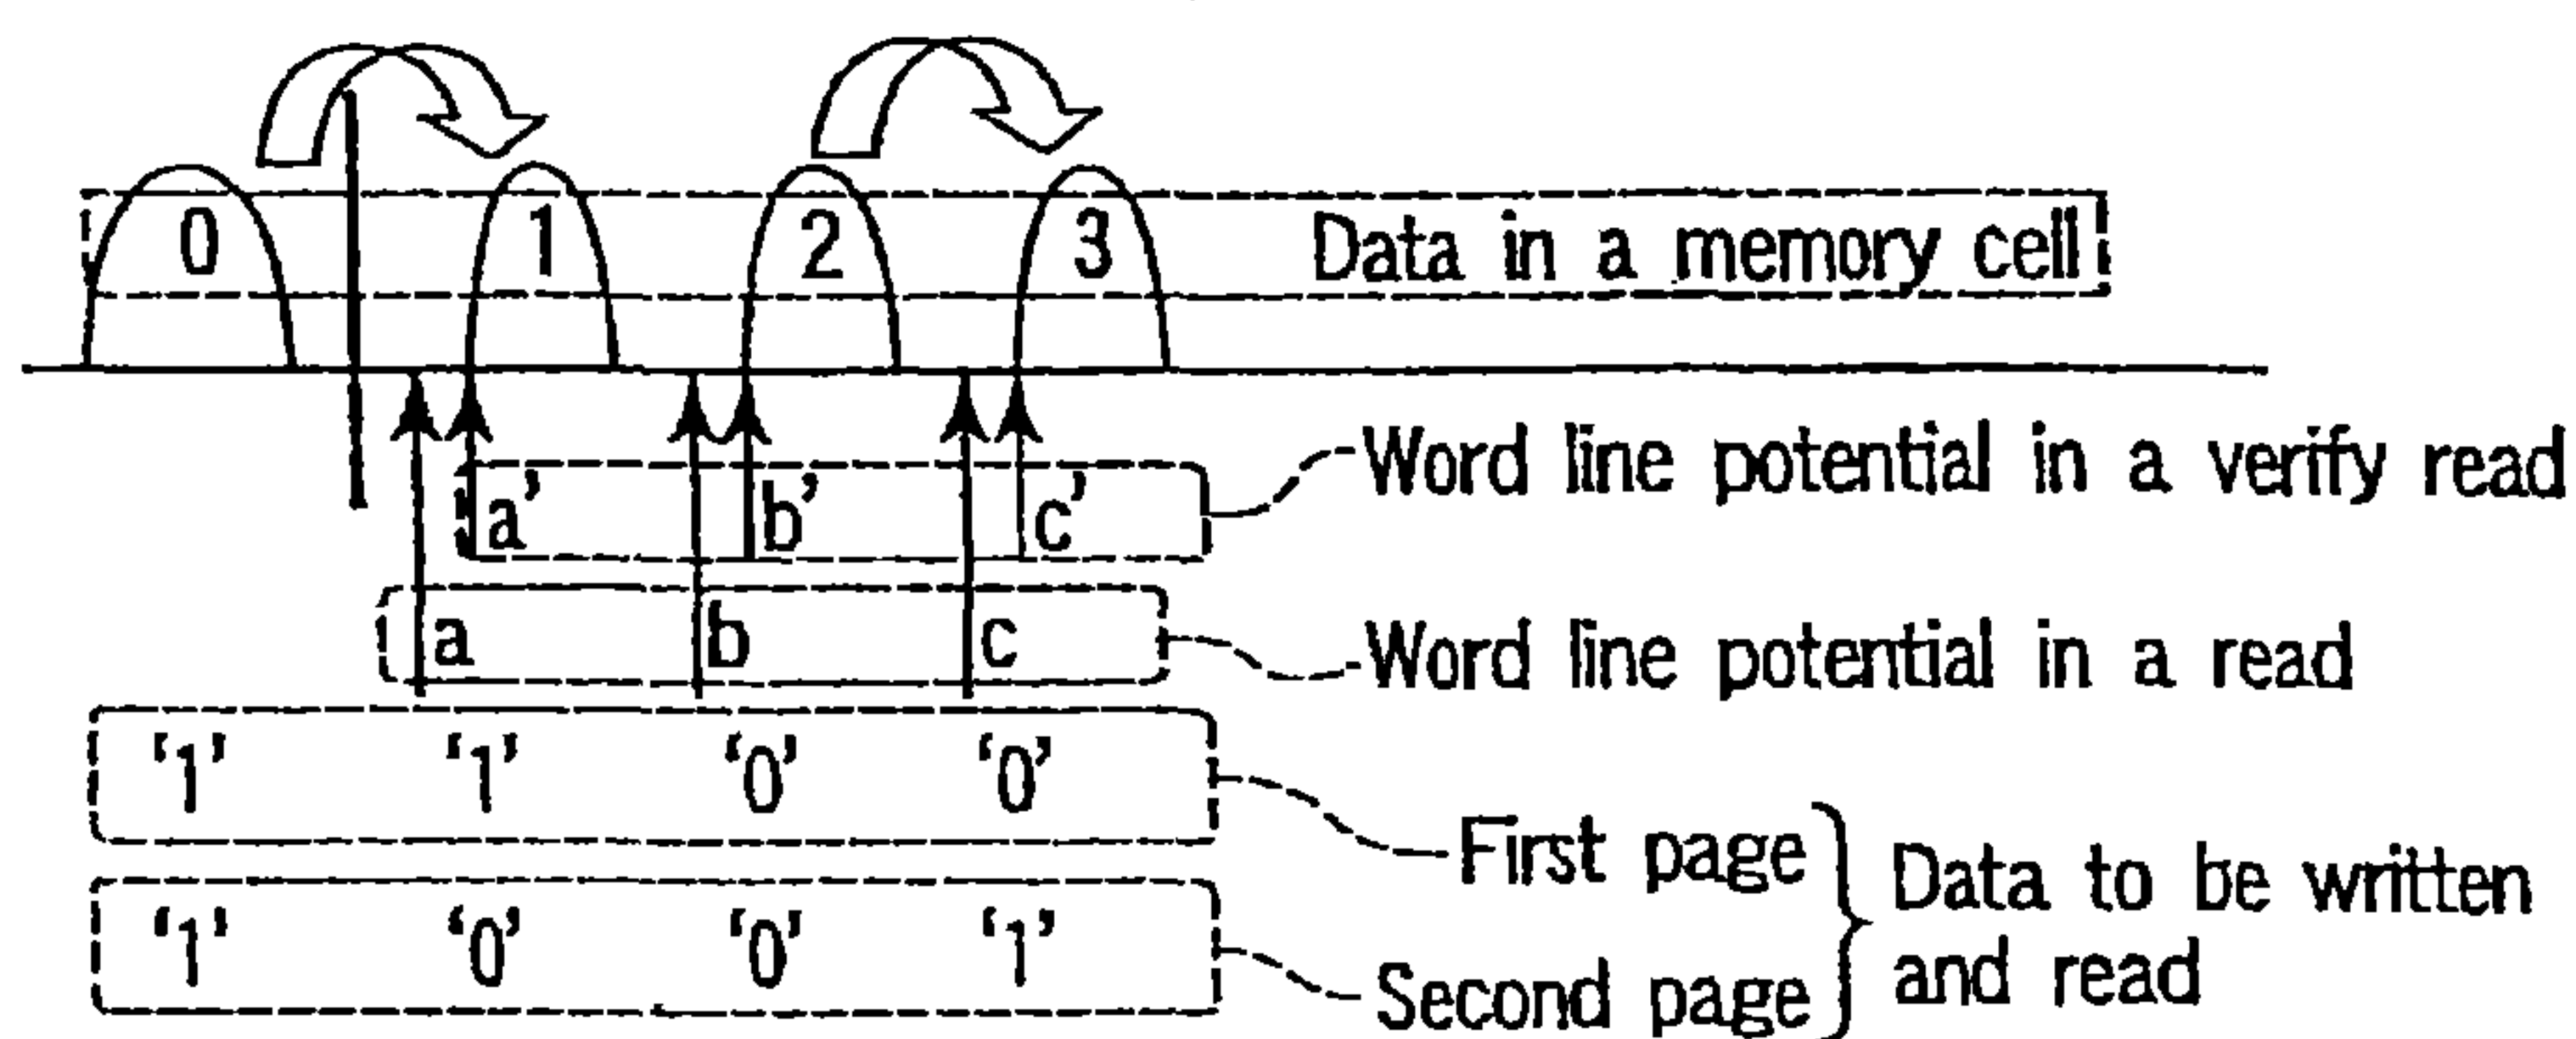 0 1 2 3 Data in a memory cell
a' b' c' Word line potential in a verify read
a b c Word line potential in a read
‘1’ ‘1’ ‘0’ ‘0’ First page
‘1’ ‘0’ ‘0’ ‘1’ Second page
Data to be written
and read